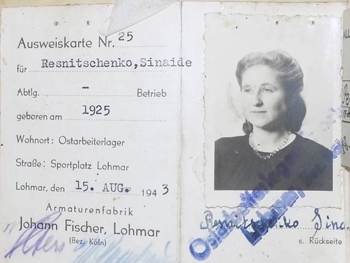 Ausweiskarte Nr. 25
für Resnitschenko, Sinaide
Abtlg. - Betrieb
geboren am 1925
Wohnort: Ostarbeiterlager
Straße: Sportplatz Lohmar
Lohmar, den 15. AUG. 1943
Armaturenfabrik
Johann Fischer, Lohmar
(Bez. Köln)
s. Rückseite